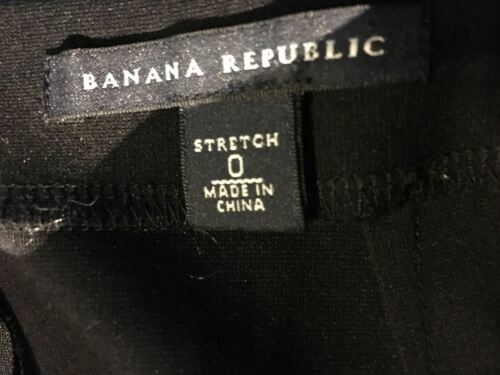 BANANA REPUBLIC
STRETCH
0
MADE IN
CHINA